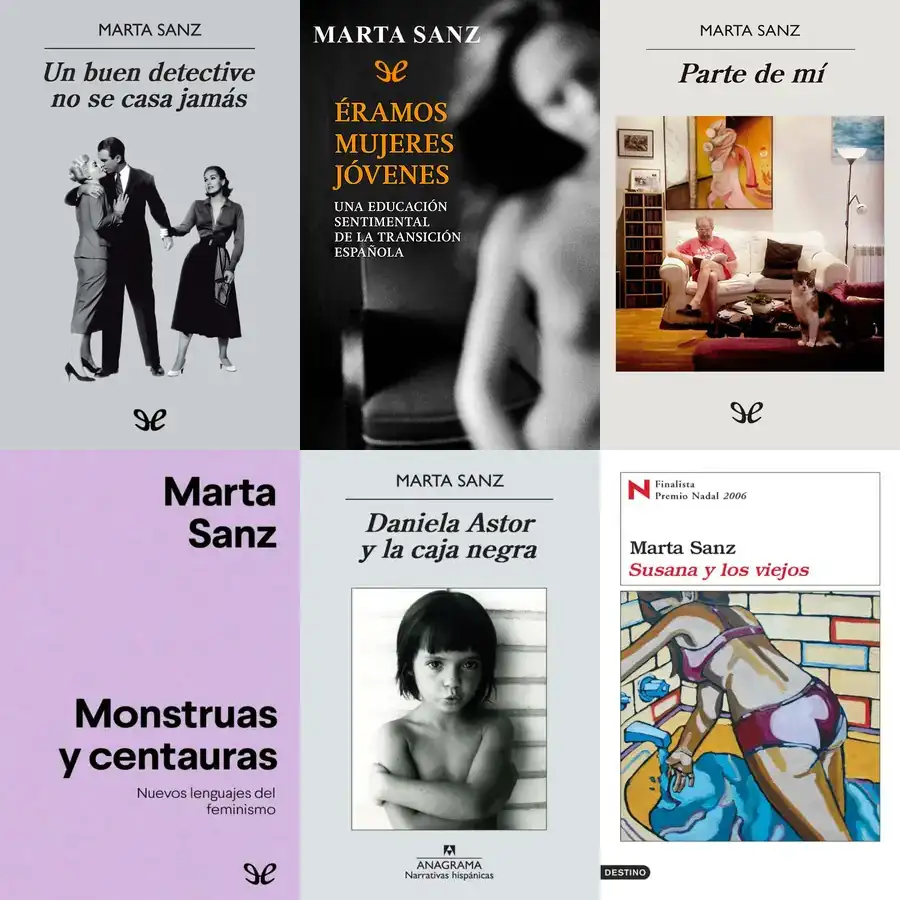 MARTA SANZ
Un buen detective
no se casa jamás
MARTA SANZ
ÉRAMOS
MUJERES
JÓVENES
UNA EDUCACIÓN
SENTIMENTAL
DE LA TRANSICIÓN
ESPAÑOLA
MARTA SANZ
Parte de mí
Marta
Sanz
Monstruas
y centauras
Nuevos lenguajes del
feminismo
MARTA SANZ
Daniela Astor
y la caja negra
ANAGRAMA
Narrativas hispánicas
N Finalista
Premio Nadal 2006
Marta Sanz
Susana y los viejos
DESTINO